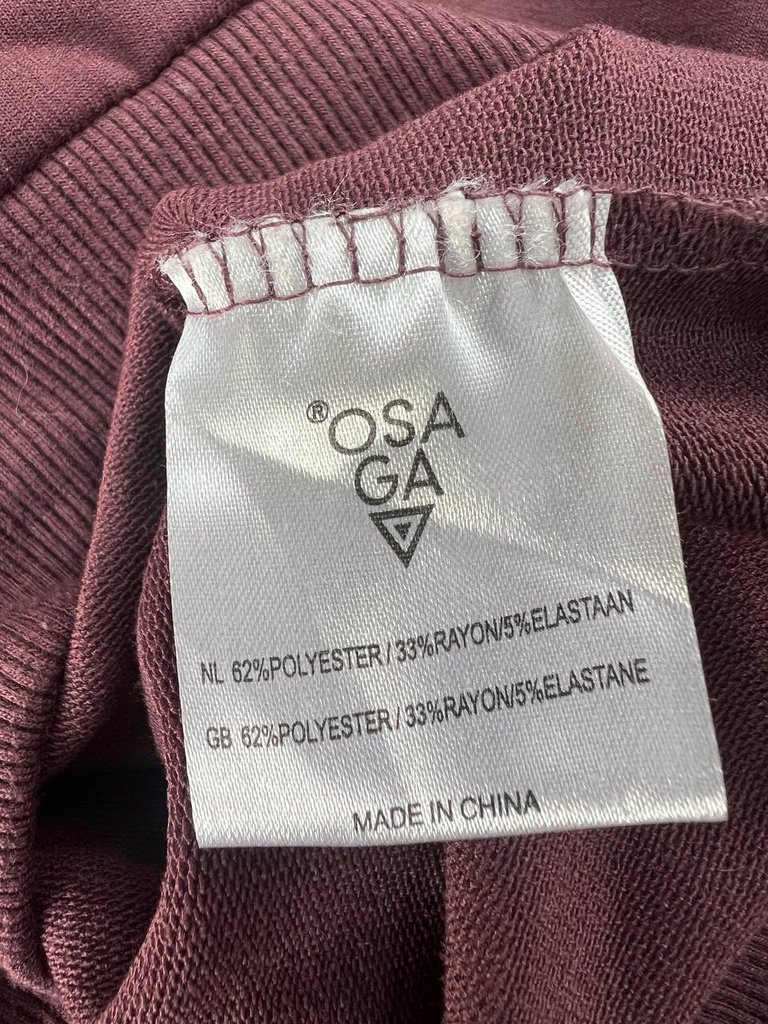 ®OSA
GA
NL 62%POLYESTER / 33%RAYON/5%ELASTAAN
GB 62%POLYESTER / 33%RAYON/5%ELASTANE
MADE IN CHINA